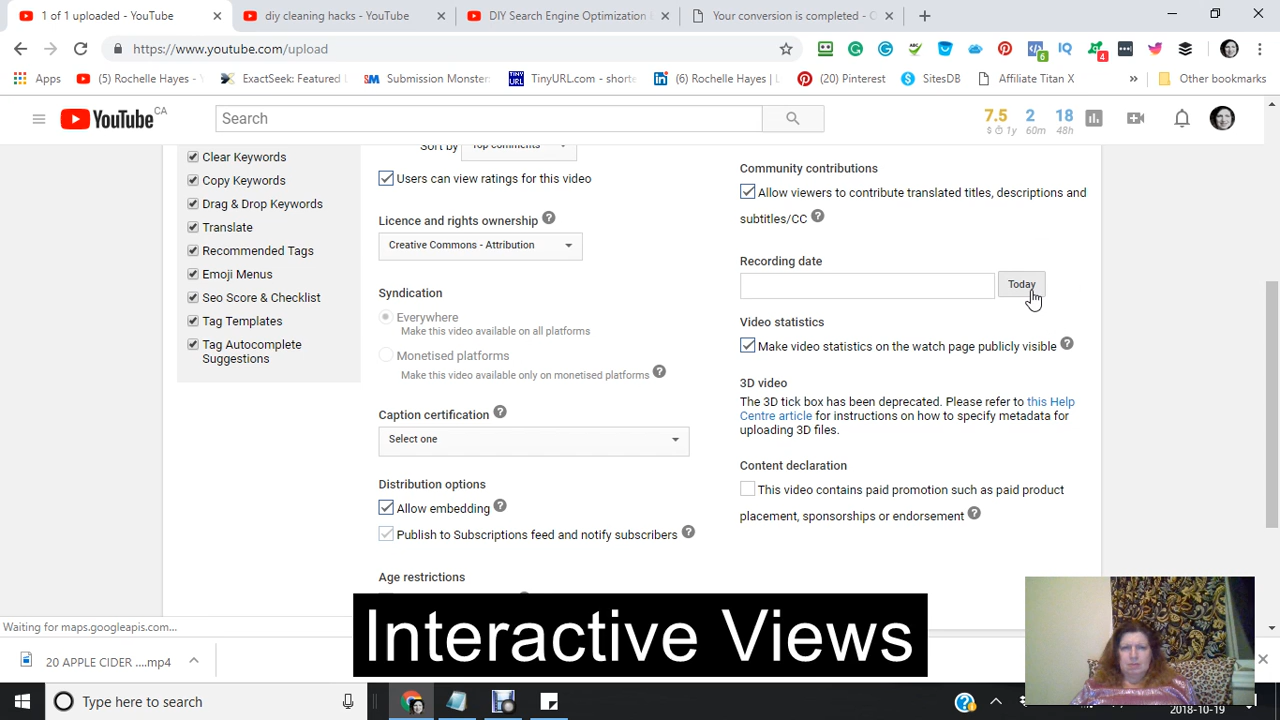 1 of 1 uploaded - YouTube
diy cleaning hacks - YouTube
DIY Search Engine Optimization
Your conversion is completed - C
https://www.youtube.com/upload
Apps
(5) Rochelle Hayes -
ExactSeek: Featured
Submission Monster
TinyURL.com - shorte
(6) Rochelle Hayes |
(20) Pinterest
SitesDB
Affiliate Titan X
Other bookmarks
YouTube CA
Search
7.5 2 18
1y 60m 48h
Clear Keywords
Copy Keywords
Drag & Drop Keywords
Translate
Recommended Tags
Emoji Menus
Seo Score & Checklist
Tag Templates
Tag Autocomplete
Suggestions
Sort by Top comments
Users can view ratings for this video
Licence and rights ownership
Creative Commons - Attribution
Syndication
Everywhere
Make this video available on all platforms
Monetised platforms
Make this video available only on monetised platforms
Caption certification
Select one
Distribution options
Allow embedding
Publish to Subscriptions feed and notify subscribers
Age restrictions
Community contributions
Allow viewers to contribute translated titles, descriptions and
subtitles/CC
Recording date
Today
Video statistics
Make video statistics on the watch page publicly visible
3D video
The 3D tick box has been deprecated. Please refer to this Help
Centre article for instructions on how to specify metadata for
uploading 3D files.
Content declaration
This video contains paid promotion such as paid product
placement, sponsorships or endorsement
Interactive Views
Waiting for maps.googleapis.com...
20 APPLE CIDER ....mp4
Type here to search
2018-10-19